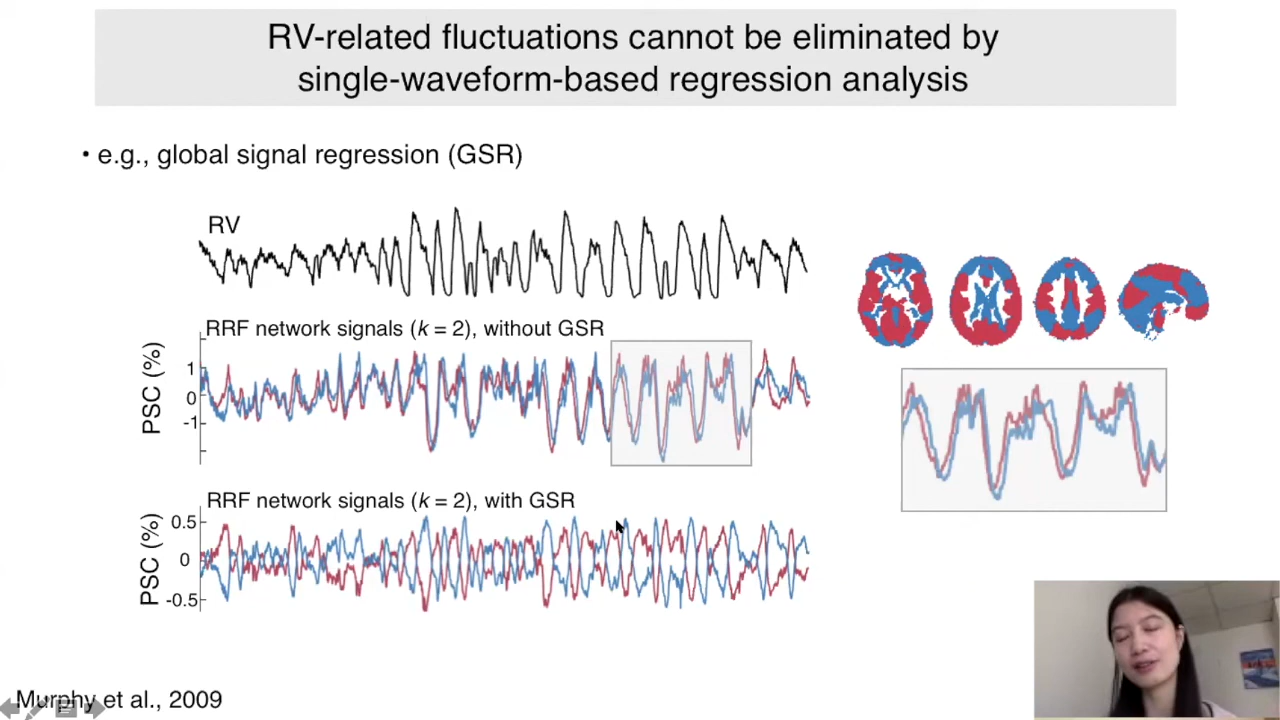 RV-related fluctuations cannot be eliminated by
single-waveform-based regression analysis
• e.g., global signal regression (GSR)
RV
RRF network signals (k = 2), without GSR
PSC (%)
1
0
-1
RRF network signals (k = 2), with GSR
PSC (%)
0.5
0
-0.5
Murphy et al., 2009